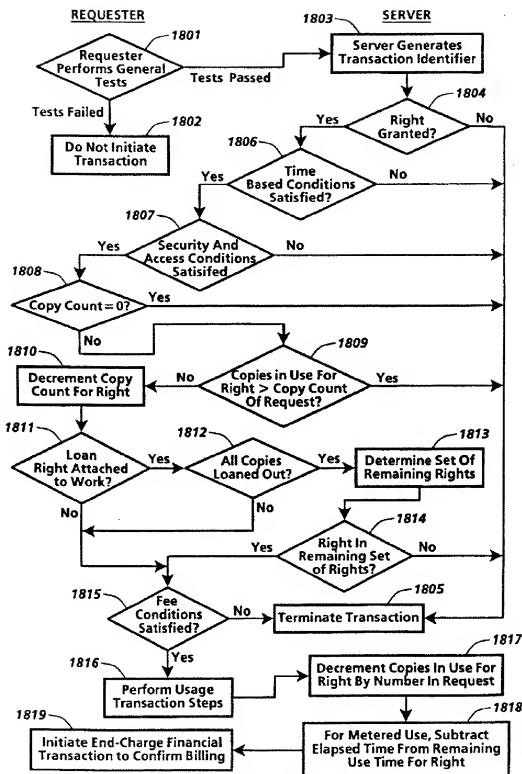 REQUESTER
SERVER
1801
Requester
Performs General
Tests
Tests Passed
Tests Failed
1802
Do Not Initiate
Transaction
1803
Server Generates
Transaction Identifier
1804
Right
Granted?
Yes
No
1806
Time
Based Conditions
Satisfied?
Yes
No
1807
Security And
Access Conditions
Satisifed
Yes
No
1808
Copy Count = 0?
Yes
No
1809
Copies in Use For
Right > Copy Count
Of Request?
No
Yes
1810
Decrement Copy
Count For Right
1811
Loan
Right Attached
to Work?
Yes
No
1812
All Copies
Loaned Out?
Yes
No
1813
Determine Set Of
Remaining Rights
1814
Right In
Remaining Set
of Rights?
Yes
No
1815
Fee
Conditions
Satisfied?
No
Yes
1805
Terminate Transaction
1816
Perform Usage
Transaction Steps
1817
Decrement Copies In Use For
Right By Number In Request
1818
For Metered Use, Subtract
Elapsed Time From Remaining
Use Time For Right
1819
Initiate End-Charge Financial
Transaction to Confirm Billing